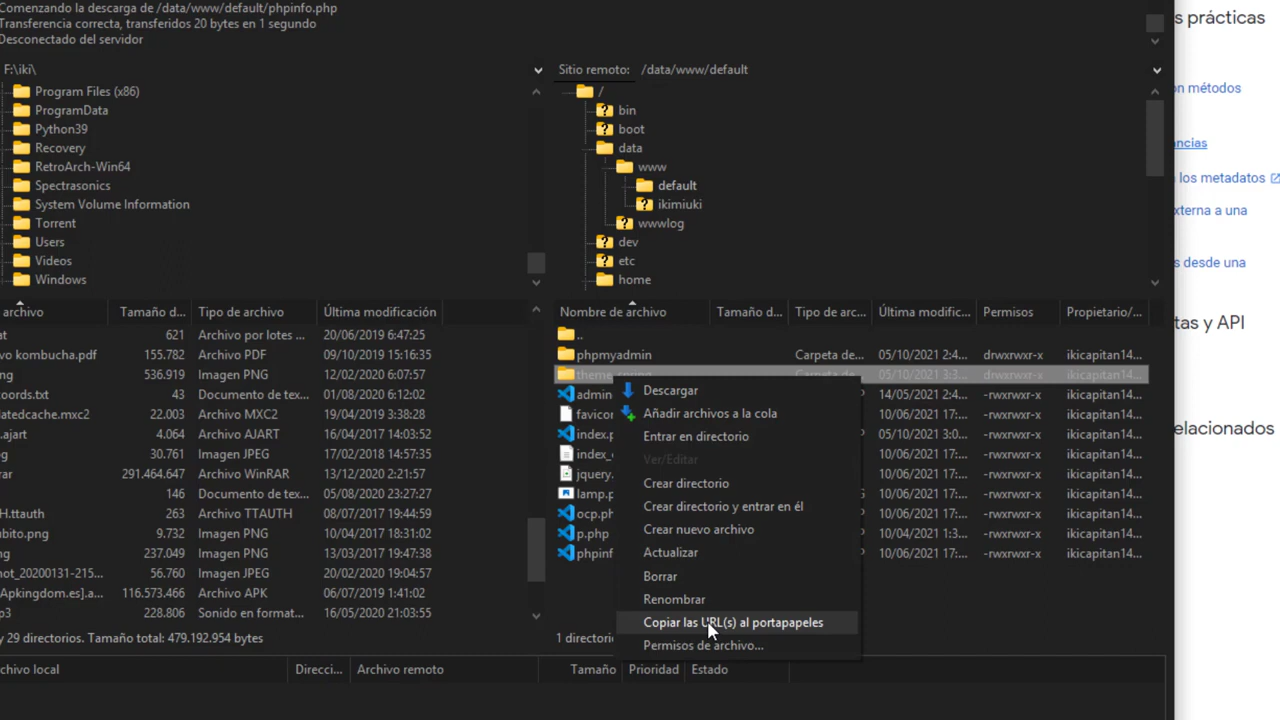 Comenzando la descarga de /data/www/default/phpinfo.php
Transferencia correcta, transferidos 20 bytes en 1 segundo
Desconectado del servidor
F:\iki\
Program Files (x86)
ProgramData
Python39
Recovery
RetroArch-Win64
Spectrasonics
System Volume Information
Torrent
Users
Videos
Windows
Sitio remoto: /data/www/default
/
bin
boot
data
www
default
ikimiuki
wwwlog
dev
etc
home
archivo Tamaño d... Tipo de archivo Última modificación
at 621 Archivo por lotes ... 20/06/2019 6:47:25
vo kombucha.pdf 155.782 Archivo PDF 09/10/2019 15:16:35
ng 536.919 Imagen PNG 12/02/2020 6:07:57
cords.txt 43 Documento de tex... 01/08/2020 6:12:02
latedcache.mxc2 22.003 Archivo MXC2 19/04/2019 3:38:28
.ajart 4.064 Archivo AJART 16/04/2017 14:03:52
g 30.761 Imagen JPEG 17/02/2018 14:57:35
rar 291.464.647 Archivo WinRAR 13/12/2020 2:21:57
146 Documento de tex... 05/08/2020 23:27:27
H.ttauth 263 Archivo TTAUTH 08/07/2017 19:44:59
bito.png 9.732 Imagen PNG 10/04/2017 18:31:02
ng 237.049 Imagen PNG 13/03/2017 19:47:38
not_20200131-215... 56.760 Imagen JPEG 20/02/2020 19:04:57
[Apkingdom.es].a... 116.573.466 Archivo APK 06/07/2019 1:41:02
p3 228.806 Sonido en format... 16/05/2020 21:03:55
y 29 directorios. Tamaño total: 479.192.954 bytes
Nombre de archivo Tamaño d... Tipo de arc... Última modific... Permisos Propietario/...
..
phpmyadmin Carpeta de... 05/10/2021 2:4... drwxrwxr-x ikicapitan14...
Carpeta de... 05/10/2021 3:3... drwxrwxr-x ikicapitan14...
admin 14/05/2021 2:4... -rwxrwxr-x ikicapitan14...
favicon 10/06/2021 17:... -rwxrwxr-x ikicapitan14...
index.p 05/10/2021 3:0... -rwxrwxr-x ikicapitan14...
index_ 10/06/2021 17:... -rwxrwxr-x ikicapitan14...
jquery. 10/06/2021 17:... -rwxrwxr-x ikicapitan14...
lamp.p 10/06/2021 17:... -rwxrwxr-x ikicapitan14...
ocp.ph 10/06/2021 17:... -rwxrwxr-x ikicapitan14...
p.php 10/04/2021 1:3... -rwxrwxr-x ikicapitan14...
phpinf 10/06/2021 17:... -rwxrwxr-x ikicapitan14...
1 directorio
Descargar
Añadir archivos a la cola
Entrar en directorio
Ver/Editar
Crear directorio
Crear directorio y entrar en él
Crear nuevo archivo
Actualizar
Borrar
Renombrar
Copiar las URL(s) al portapapeles
Permisos de archivo...
chivo local Direcci... Archivo remoto Tamaño Prioridad Estado
s prácticas
on métodos
ncias
los metadatos
xterna a una
s desde una
tas y API
elacionados